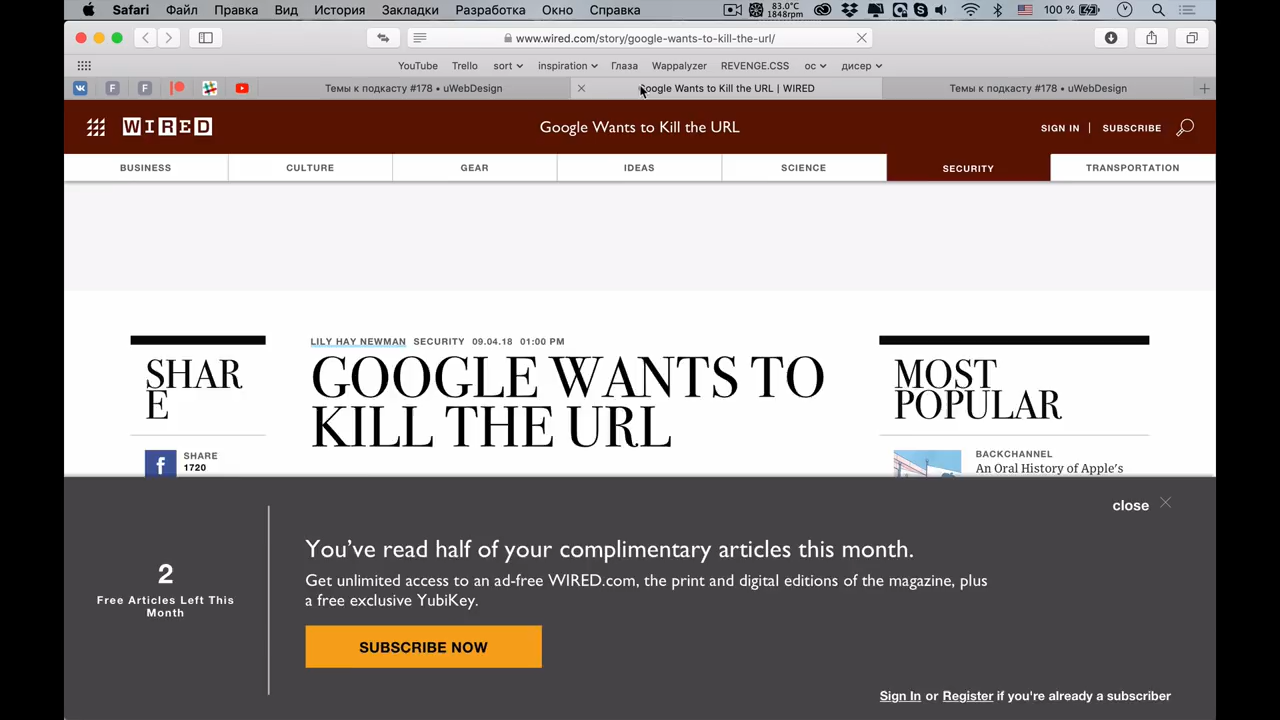 Safari Файл Правка Вид История Закладки Разработка Окно Справка 83.0°C 1848rpm 100 %
www.wired.com/story/google-wants-to-kill-the-url/
YouTube Trello sort inspiration Глаза Wappalyzer REVENGE.CSS ос дисер
Темы к подкасту #178 • uWebDesign Google Wants to Kill the URL | WIRED Темы к подкасту #178 • uWebDesign
WIRED Google Wants to Kill the URL SIGN IN | SUBSCRIBE
BUSINESS CULTURE GEAR IDEAS SCIENCE SECURITY TRANSPORTATION
LILY HAY NEWMAN SECURITY 09.04.18 01:00 PM
GOOGLE WANTS TO
KILL THE URL
SHAR
E
SHARE
1720
MOST
POPULAR
BACKCHANNEL
An Oral History of Apple's
close
2
Free Articles Left This
Month
You've read half of your complimentary articles this month.
Get unlimited access to an ad-free WIRED.com, the print and digital editions of the magazine, plus
a free exclusive YubiKey.
SUBSCRIBE NOW
Sign In or Register if you're already a subscriber